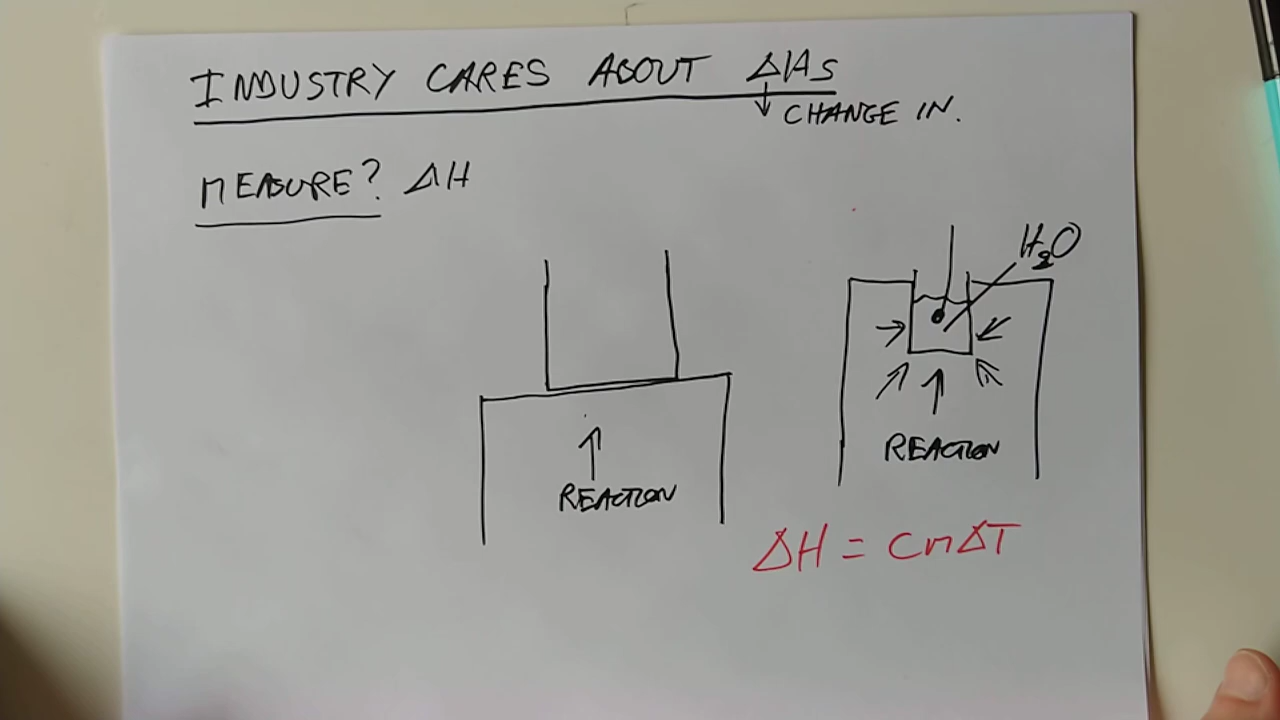 INDUSTRY CARES ABOUT ΔHs
↓ CHANGE IN.
MEASURE? ΔH
H₂O
REACTION
REACTION
ΔH = CmΔT